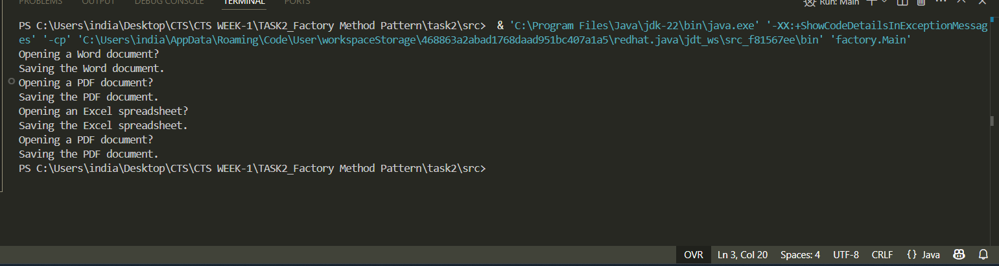 PROBLEMS OUTPUT DEBUG CONSOLE TERMINAL PORTS Run: Main
PS C:\Users\india\Desktop\CTS\CTS WEEK-1\TASK2_Factory Method Pattern\task2\src>  & 'C:\Program Files\Java\jdk-22\bin\java.exe' '-XX:+ShowCodeDetailsInExceptionMessag
es' '-cp' 'C:\Users\india\AppData\Roaming\Code\User\workspaceStorage\468863a2abad1768daad951bc407a1a5\redhat.java\jdt_ws\src_f81567ee\bin' 'factory.Main'
Opening a Word document?
Saving the Word document.
Opening a PDF document?
Saving the PDF document.
Opening an Excel spreadsheet?
Saving the Excel spreadsheet.
Opening a PDF document?
Saving the PDF document.
PS C:\Users\india\Desktop\CTS\CTS WEEK-1\TASK2_Factory Method Pattern\task2\src>
OVR Ln 3, Col 20 Spaces: 4 UTF-8 CRLF {} Java